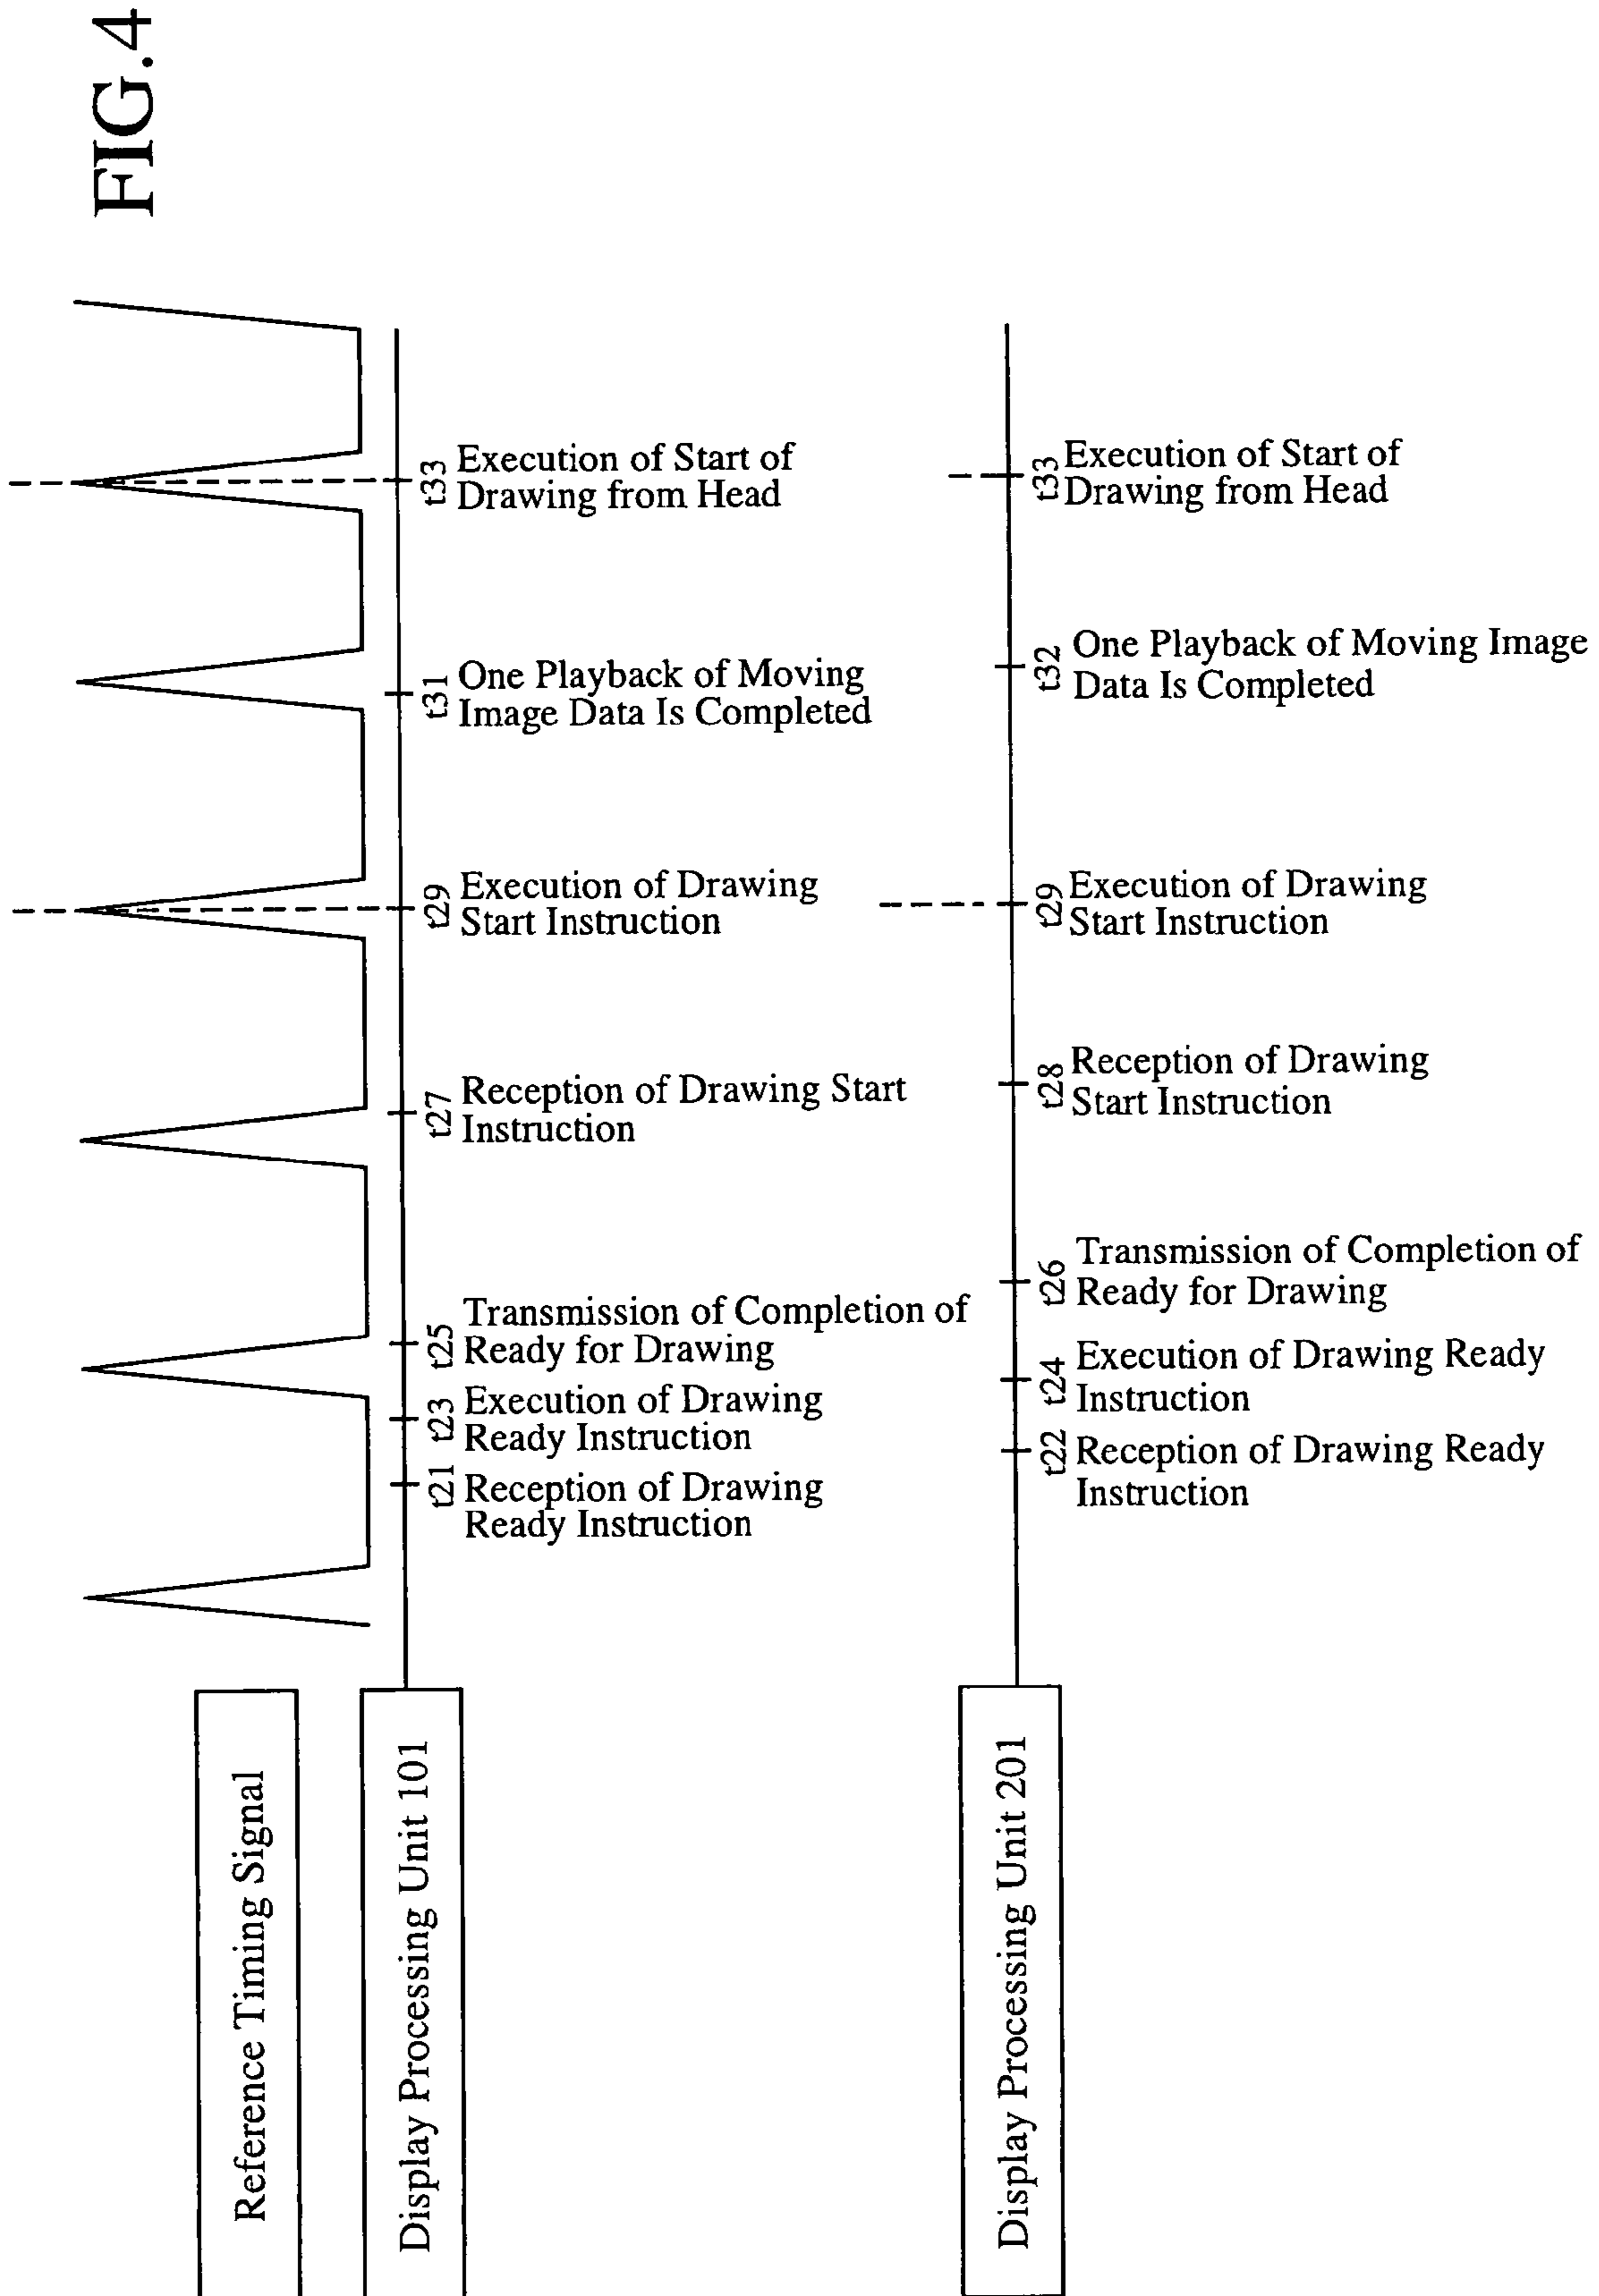 FIG.4
Reference Timing Signal
Display Processing Unit 101
t33
Execution of Start of
Drawing from Head
t31
One Playback of Moving
Image Data Is Completed
t29
Execution of Drawing
Start Instruction
t27
Reception of Drawing Start
Instruction
t25
Transmission of Completion of
Ready for Drawing
t23
Execution of Drawing
Ready Instruction
t21
Reception of Drawing
Ready Instruction
Display Processing Unit 201
t33
Execution of Start of
Drawing from Head
t32
One Playback of Moving Image
Data Is Completed
t29
Execution of Drawing
Start Instruction
t28
Reception of Drawing
Start Instruction
t26
Transmission of Completion of
Ready for Drawing
t24
Execution of Drawing Ready
Instruction
t22
Reception of Drawing Ready
Instruction